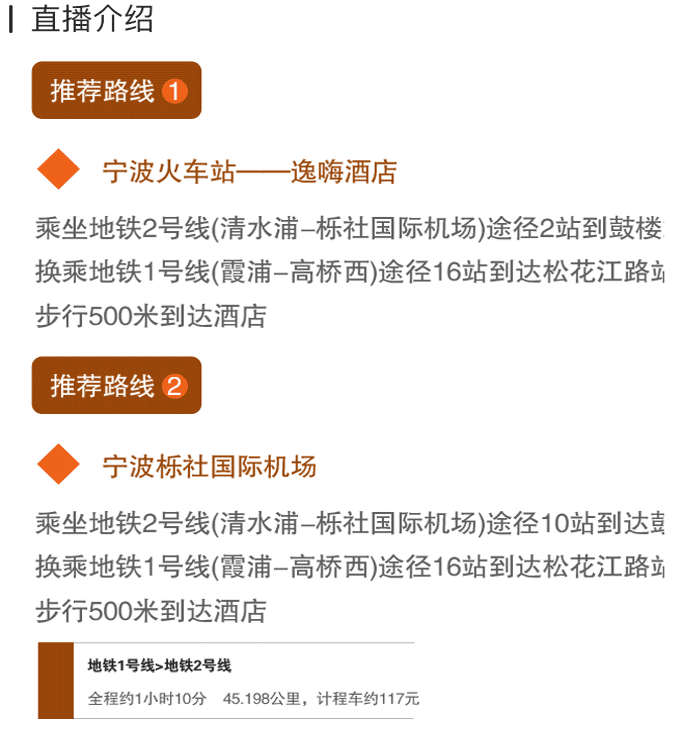 直播介绍
推荐路线 1
宁波火车站——逸嗨酒店
乘坐地铁2号线(清水浦–栎社国际机场)途径2站到鼓楼
换乘地铁1号线(霞浦–高桥西)途径16站到达松花江路站
步行500米到达酒店
推荐路线 2
宁波栎社国际机场
乘坐地铁2号线(清水浦–栎社国际机场)途径10站到达鼓
换乘地铁1号线(霞浦–高桥西)途径16站到达松花江路站
步行500米到达酒店
地铁1号线>地铁2号线
全程约1小时10分 45.198公里，计程车约117元